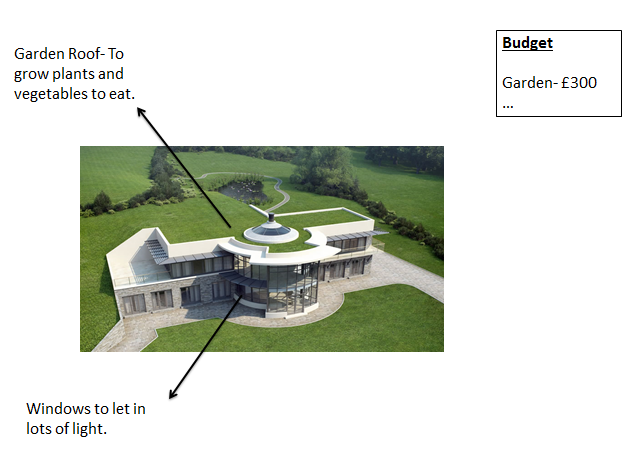 Budget
Garden- £300
...
Garden Roof- To
grow plants and
vegetables to eat.
Windows to let in
lots of light.